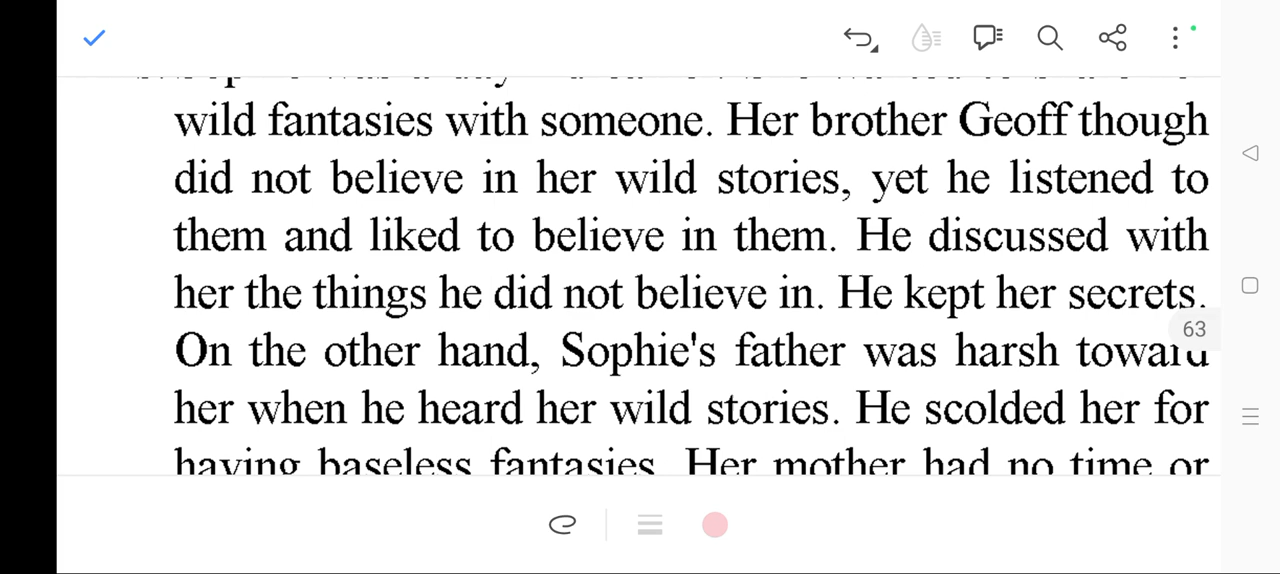 wild fantasies with someone. Her brother Geoff though
did not believe in her wild stories, yet he listened to
them and liked to believe in them. He discussed with
her the things he did not believe in. He kept her secrets.
63
On the other hand, Sophie's father was harsh toward
her when he heard her wild stories. He scolded her for
having baseless fantasies. Her mother had no time or